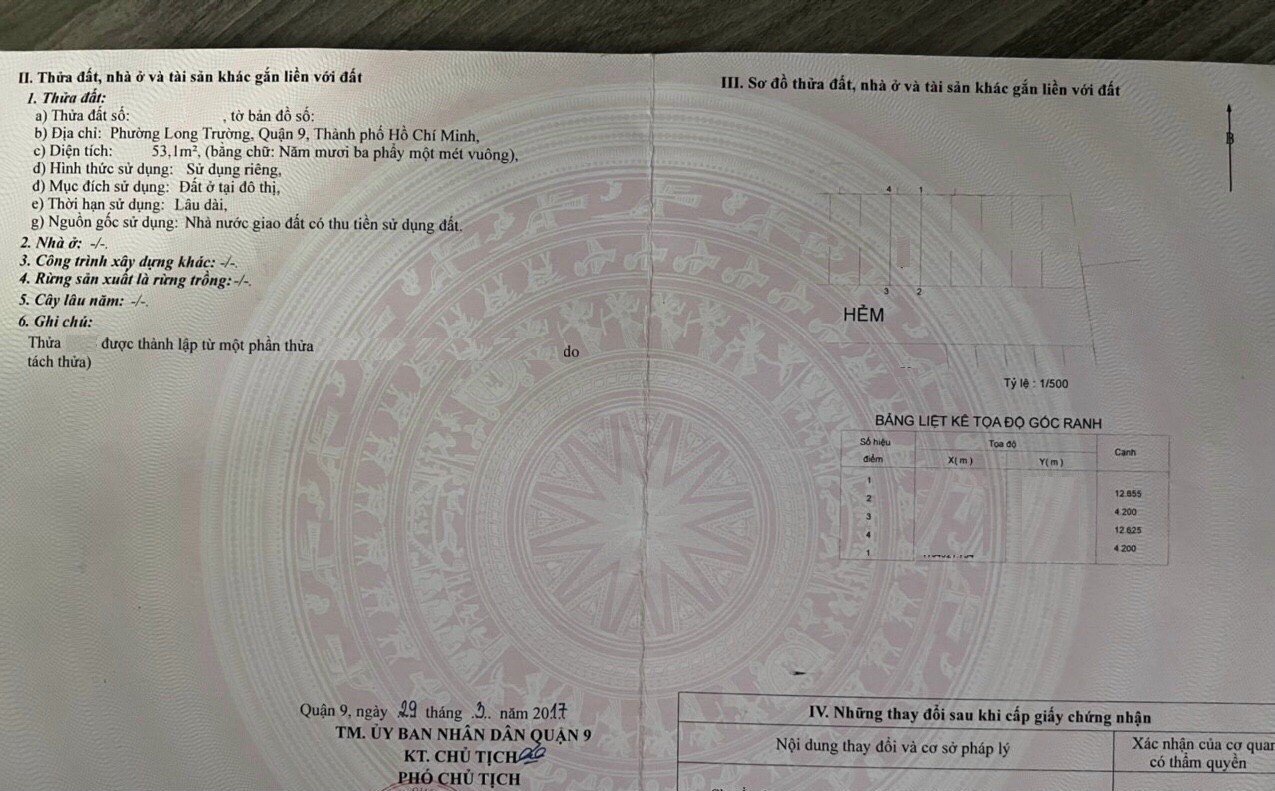 II. Thửa đất, nhà ở và tài sản khác gắn liền với đất
1. Thửa đất:
a) Thửa đất số: , tờ bản đồ số:
b) Địa chỉ: Phường Long Trường, Quận 9, Thành phố Hồ Chí Minh,
c) Diện tích: 53,1m², (bằng chữ: Năm mươi ba phẩy một mét vuông),
d) Hình thức sử dụng: Sử dụng riêng,
đ) Mục đích sử dụng: Đất ở tại đô thị,
e) Thời hạn sử dụng: Lâu dài,
g) Nguồn gốc sử dụng: Nhà nước giao đất có thu tiền sử dụng đất.
2. Nhà ở: -/-.
3. Công trình xây dựng khác: -/-.
4. Rừng sản xuất là rừng trồng: -/-.
5. Cây lâu năm: -/-.
6. Ghi chú:
Thửa được thành lập từ một phần thửa do
tách thửa)
Quận 9, ngày 29 tháng 3 năm 2017
TM. ỦY BAN NHÂN DÂN QUẬN 9
KT. CHỦ TỊCH
PHÓ CHỦ TỊCH
III. Sơ đồ thửa đất, nhà ở và tài sản khác gắn liền với đất
B
4 1
3 2
HẺM
Tỷ lệ : 1/500
BẢNG LIỆT KÊ TỌA ĐỘ GÓC RANH
Số hiệu điểm Tọa độ Cạnh
X( m ) Y( m )
1
12.655
2
4.200
3
12.625
4
4.200
1
IV. Những thay đổi sau khi cấp giấy chứng nhận
Nội dung thay đổi và cơ sở pháp lý
Xác nhận của cơ quan
có thẩm quyền